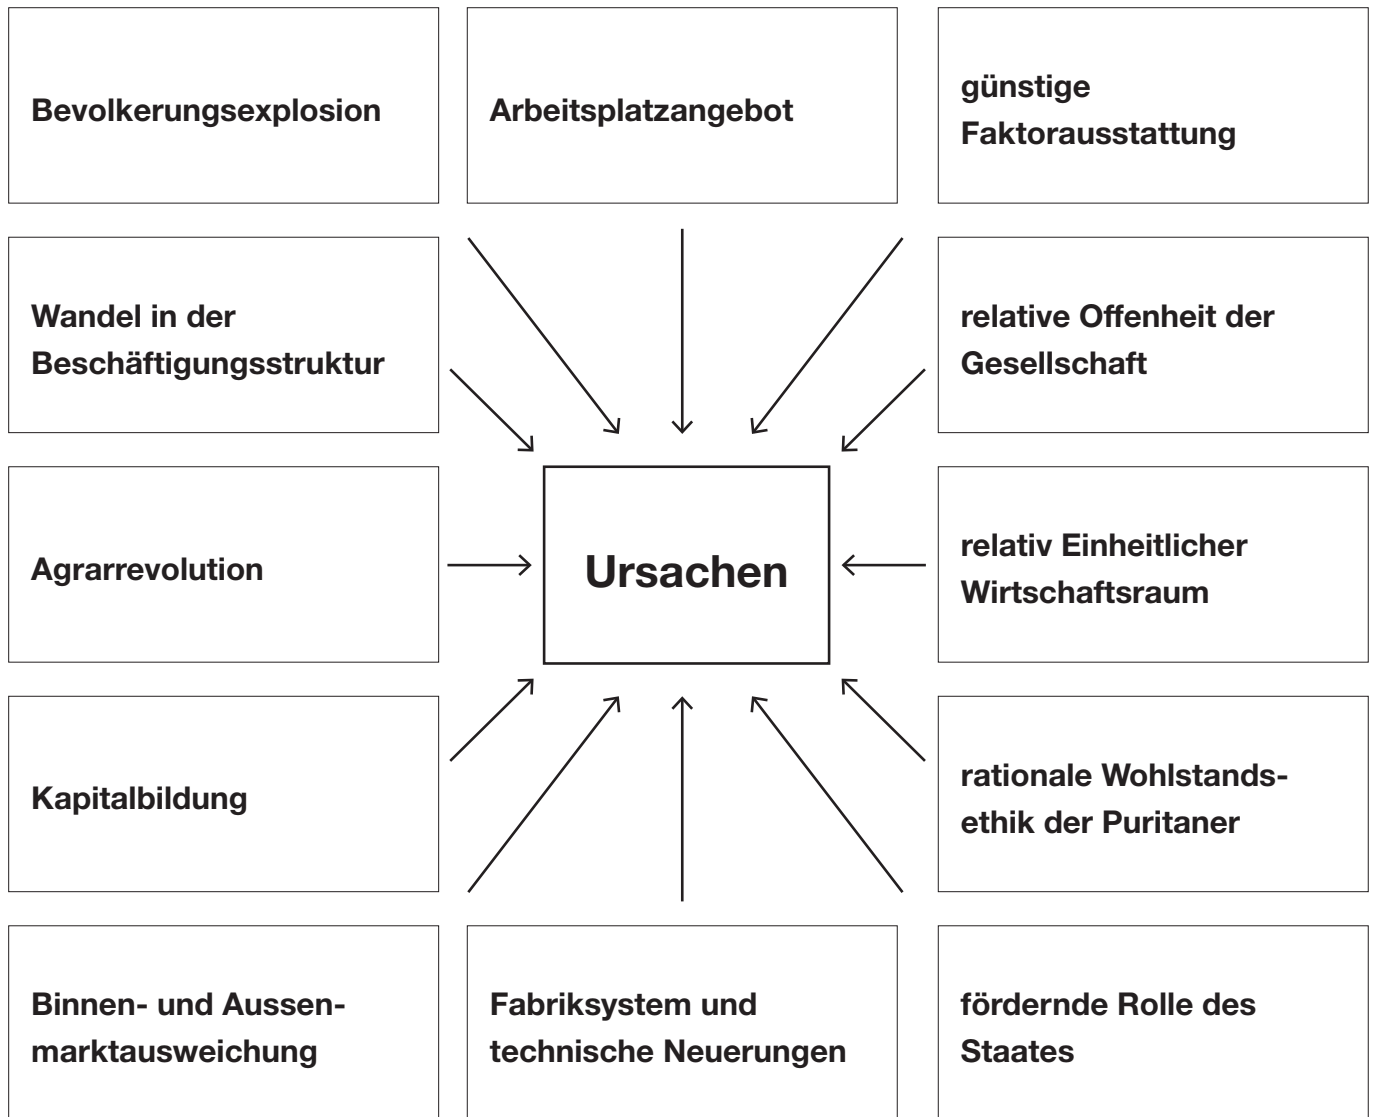 Bevolkerungsexplosion
Arbeitsplatzangebot
günstige
Faktorausstattung
Wandel in der
Beschäftigungsstruktur
relative Offenheit der
Gesellschaft
Agrarrevolution
Ursachen
relativ Einheitlicher
Wirtschaftsraum
Kapitalbildung
rationale Wohlstands-
ethik der Puritaner
Binnen- und Aussen-
marktausweichung
Fabriksystem und
technische Neuerungen
fördernde Rolle des
Staates